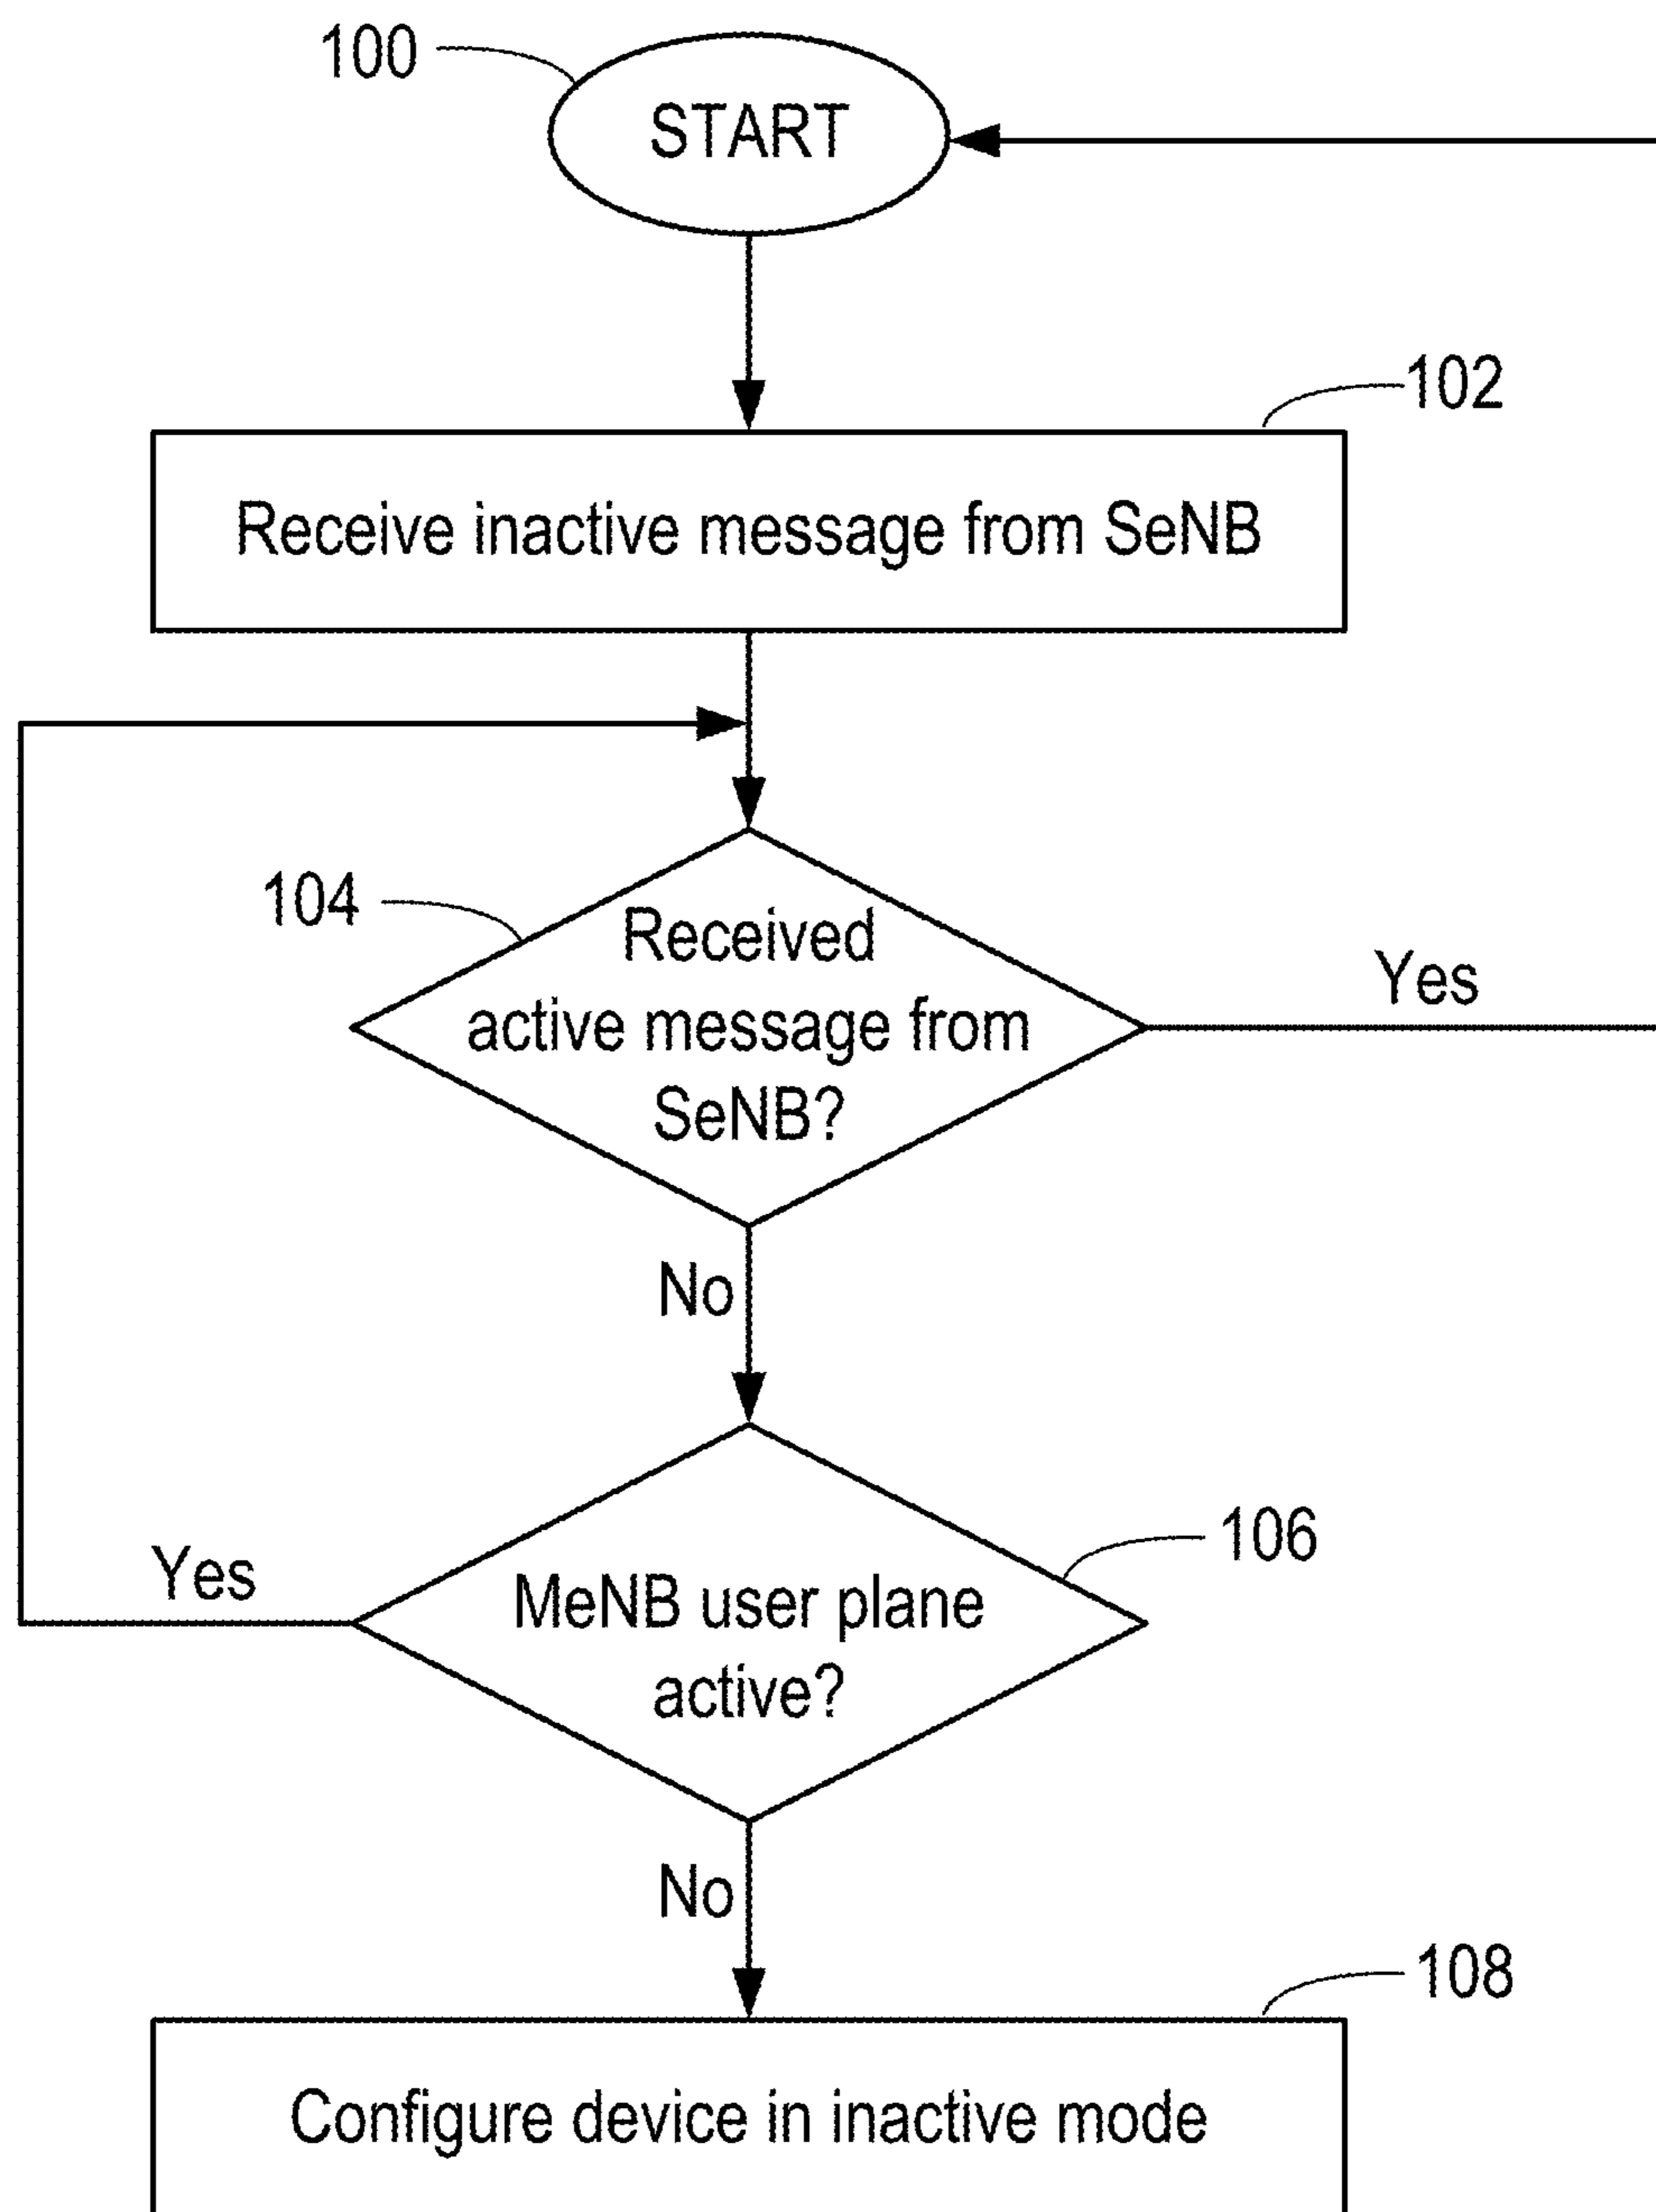 100
START
102
Receive inactive message from SeNB
104
Received
active message from
SeNB?
Yes
No
106
Yes
MeNB user plane
active?
No
108
Configure device in inactive mode